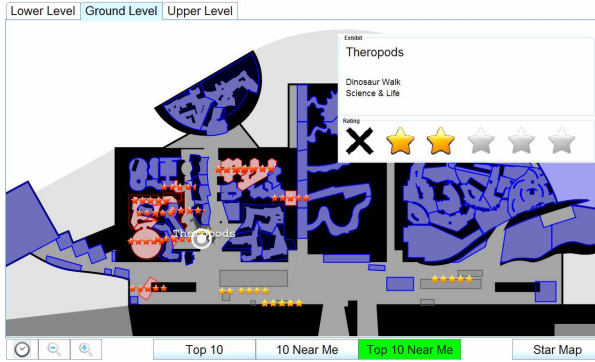 Lower Level
Ground Level
Upper Level
Exhibit
Theropods
Dinosaur Walk
Science & Life
Rating
Theropods
Top 10
10 Near Me
Top 10 Near Me
Star Map